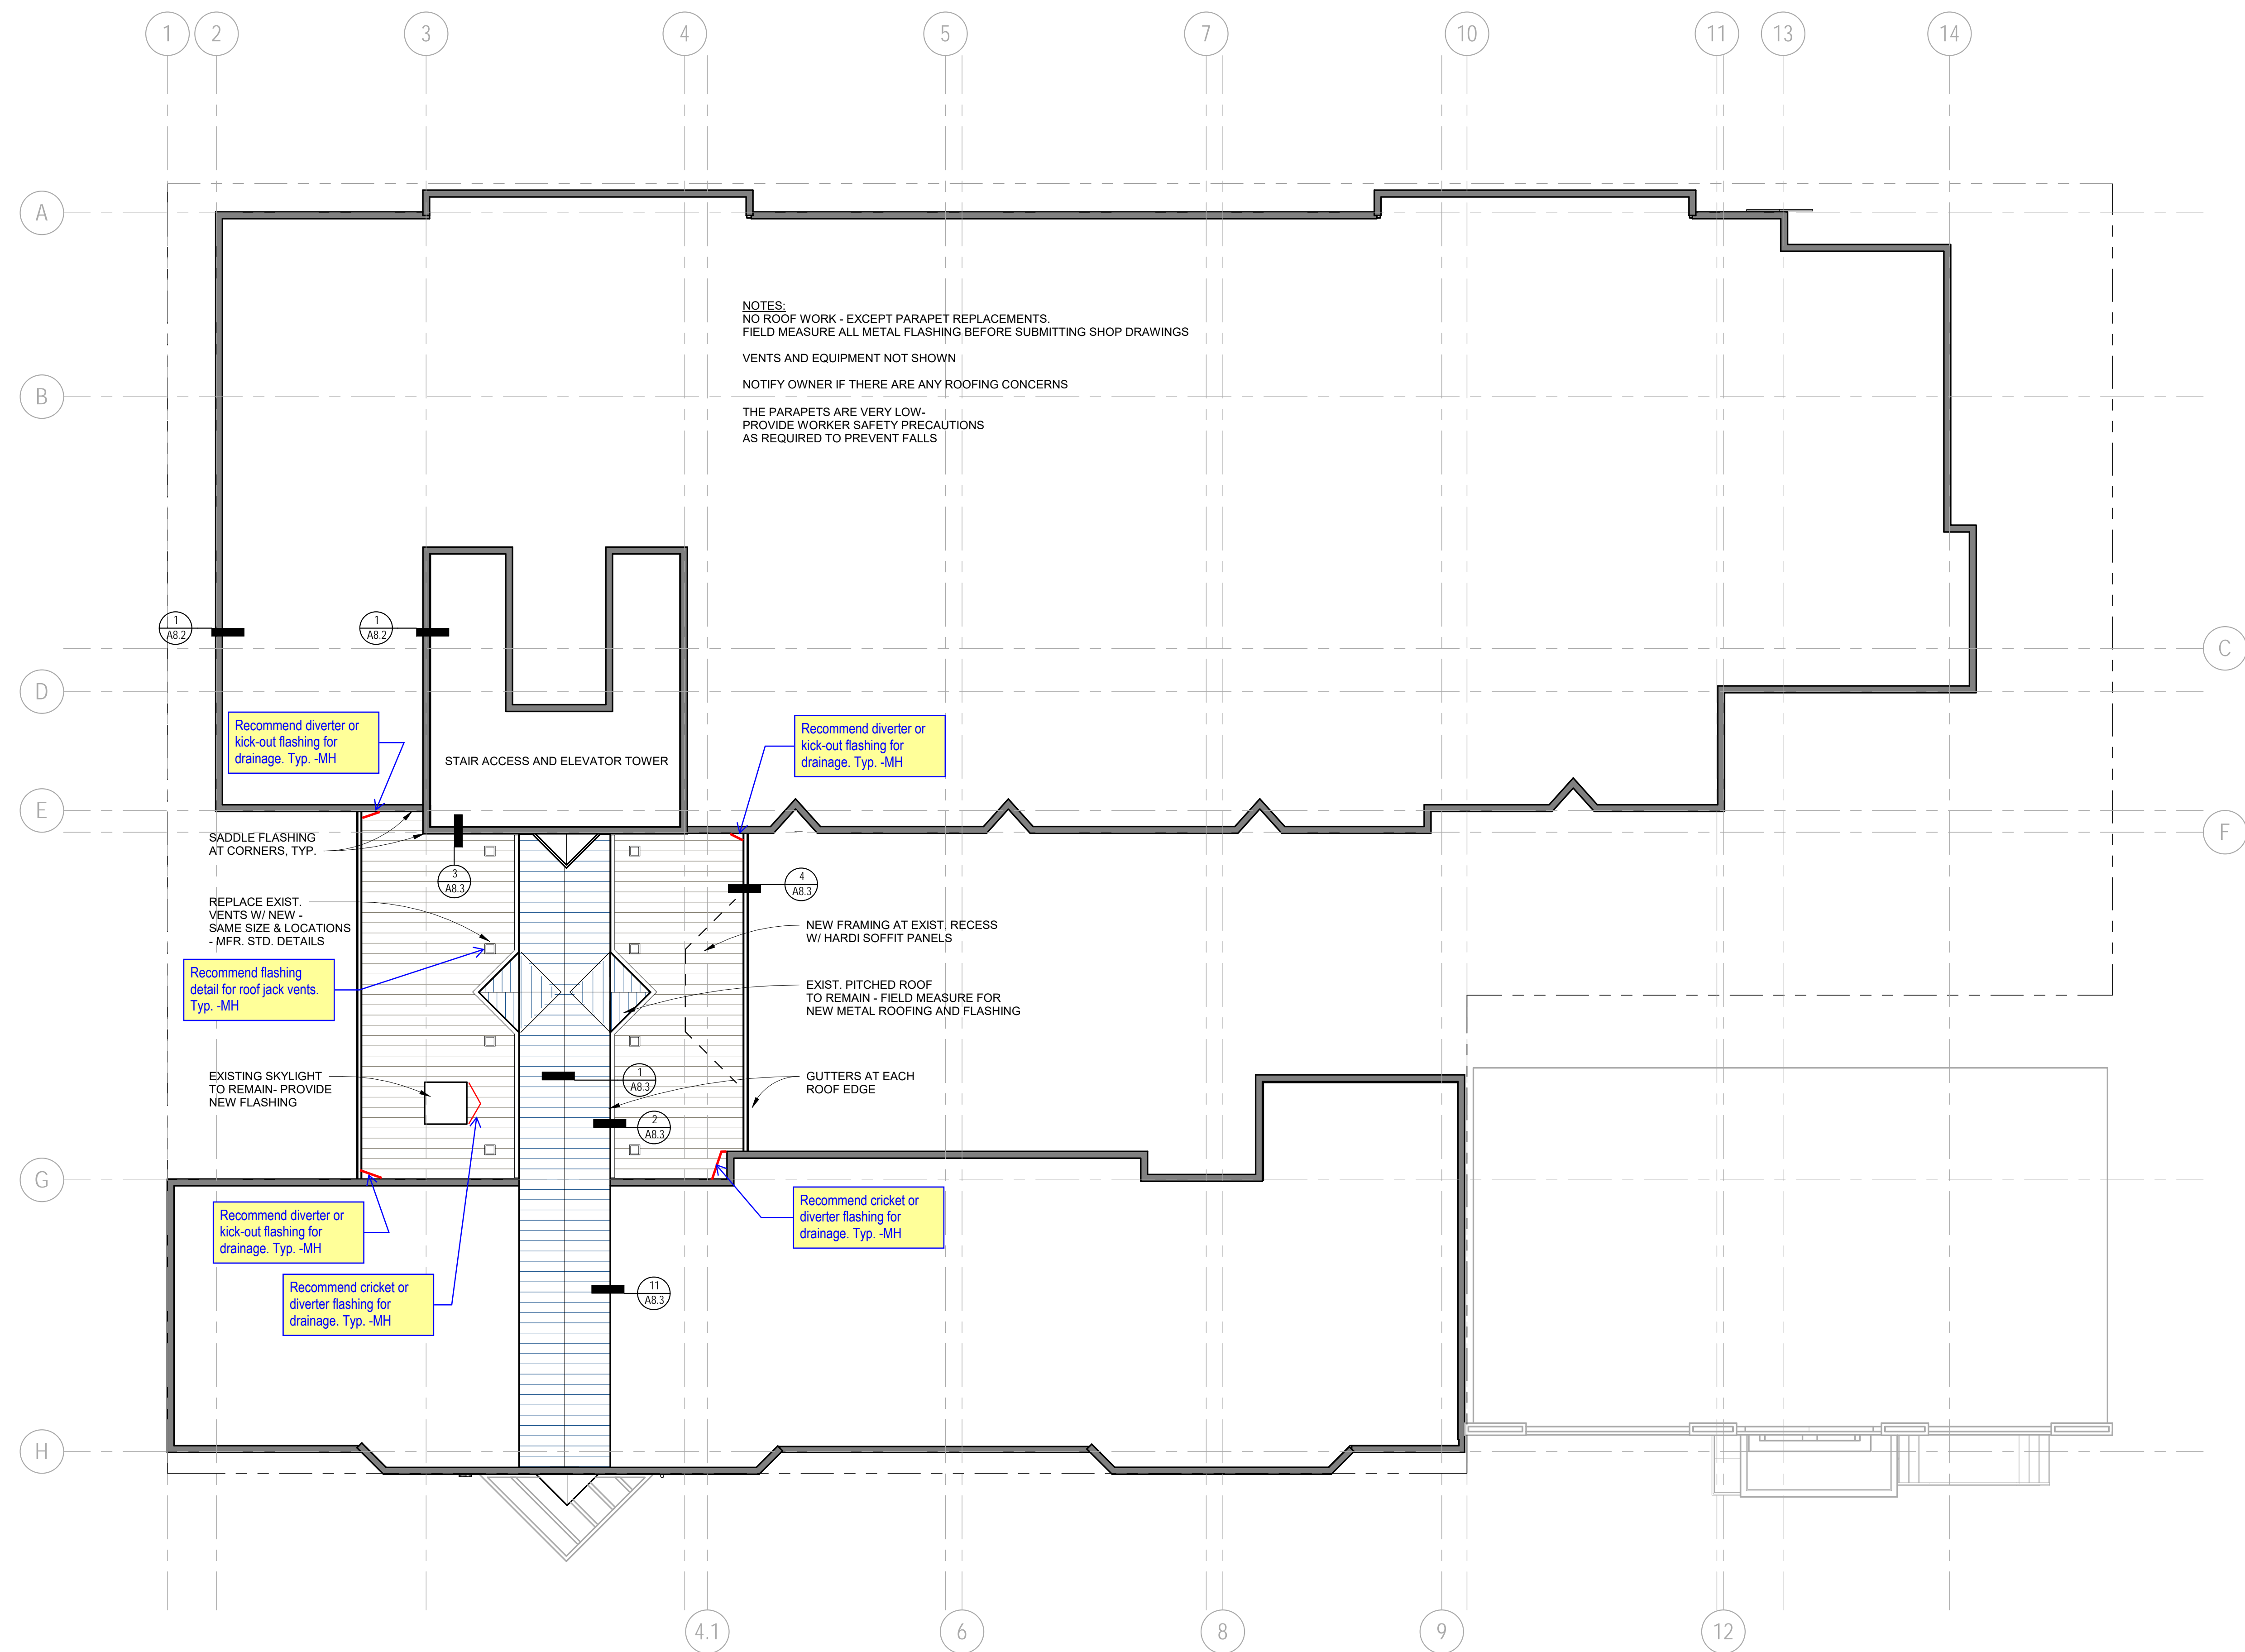 1
2
3
4
5
7
10
11
13
14
A
B
NOTES:
NO ROOF WORK - EXCEPT PARAPET REPLACEMENTS.
FIELD MEASURE ALL METAL FLASHING BEFORE SUBMITTING SHOP DRAWINGS
VENTS AND EQUIPMENT NOT SHOWN
NOTIFY OWNER IF THERE ARE ANY ROOFING CONCERNS
THE PARAPETS ARE VERY LOW-
PROVIDE WORKER SAFETY PRECAUTIONS
AS REQUIRED TO PREVENT FALLS
1
A8.2
1
A8.2
C
D
Recommend diverter or
kick-out flashing for
drainage. Typ. -MH
STAIR ACCESS AND ELEVATOR TOWER
Recommend diverter or
kick-out flashing for
drainage. Typ. -MH
E
F
SADDLE FLASHING
AT CORNERS, TYP.
3
A8.3
4
A8.3
REPLACE EXIST.
VENTS W/ NEW -
SAME SIZE & LOCATIONS
- MFR. STD. DETAILS
NEW FRAMING AT EXIST. RECESS
W/ HARDI SOFFIT PANELS
Recommend flashing
detail for roof jack vents.
Typ. -MH
EXIST. PITCHED ROOF
TO REMAIN - FIELD MEASURE FOR
NEW METAL ROOFING AND FLASHING
EXISTING SKYLIGHT
TO REMAIN- PROVIDE
NEW FLASHING
1
A8.3
GUTTERS AT EACH
ROOF EDGE
2
A8.3
G
Recommend diverter or
kick-out flashing for
drainage. Typ. -MH
Recommend cricket or
diverter flashing for
drainage. Typ. -MH
Recommend cricket or
diverter flashing for
drainage. Typ. -MH
11
A8.3
H
4.1
6
8
9
12